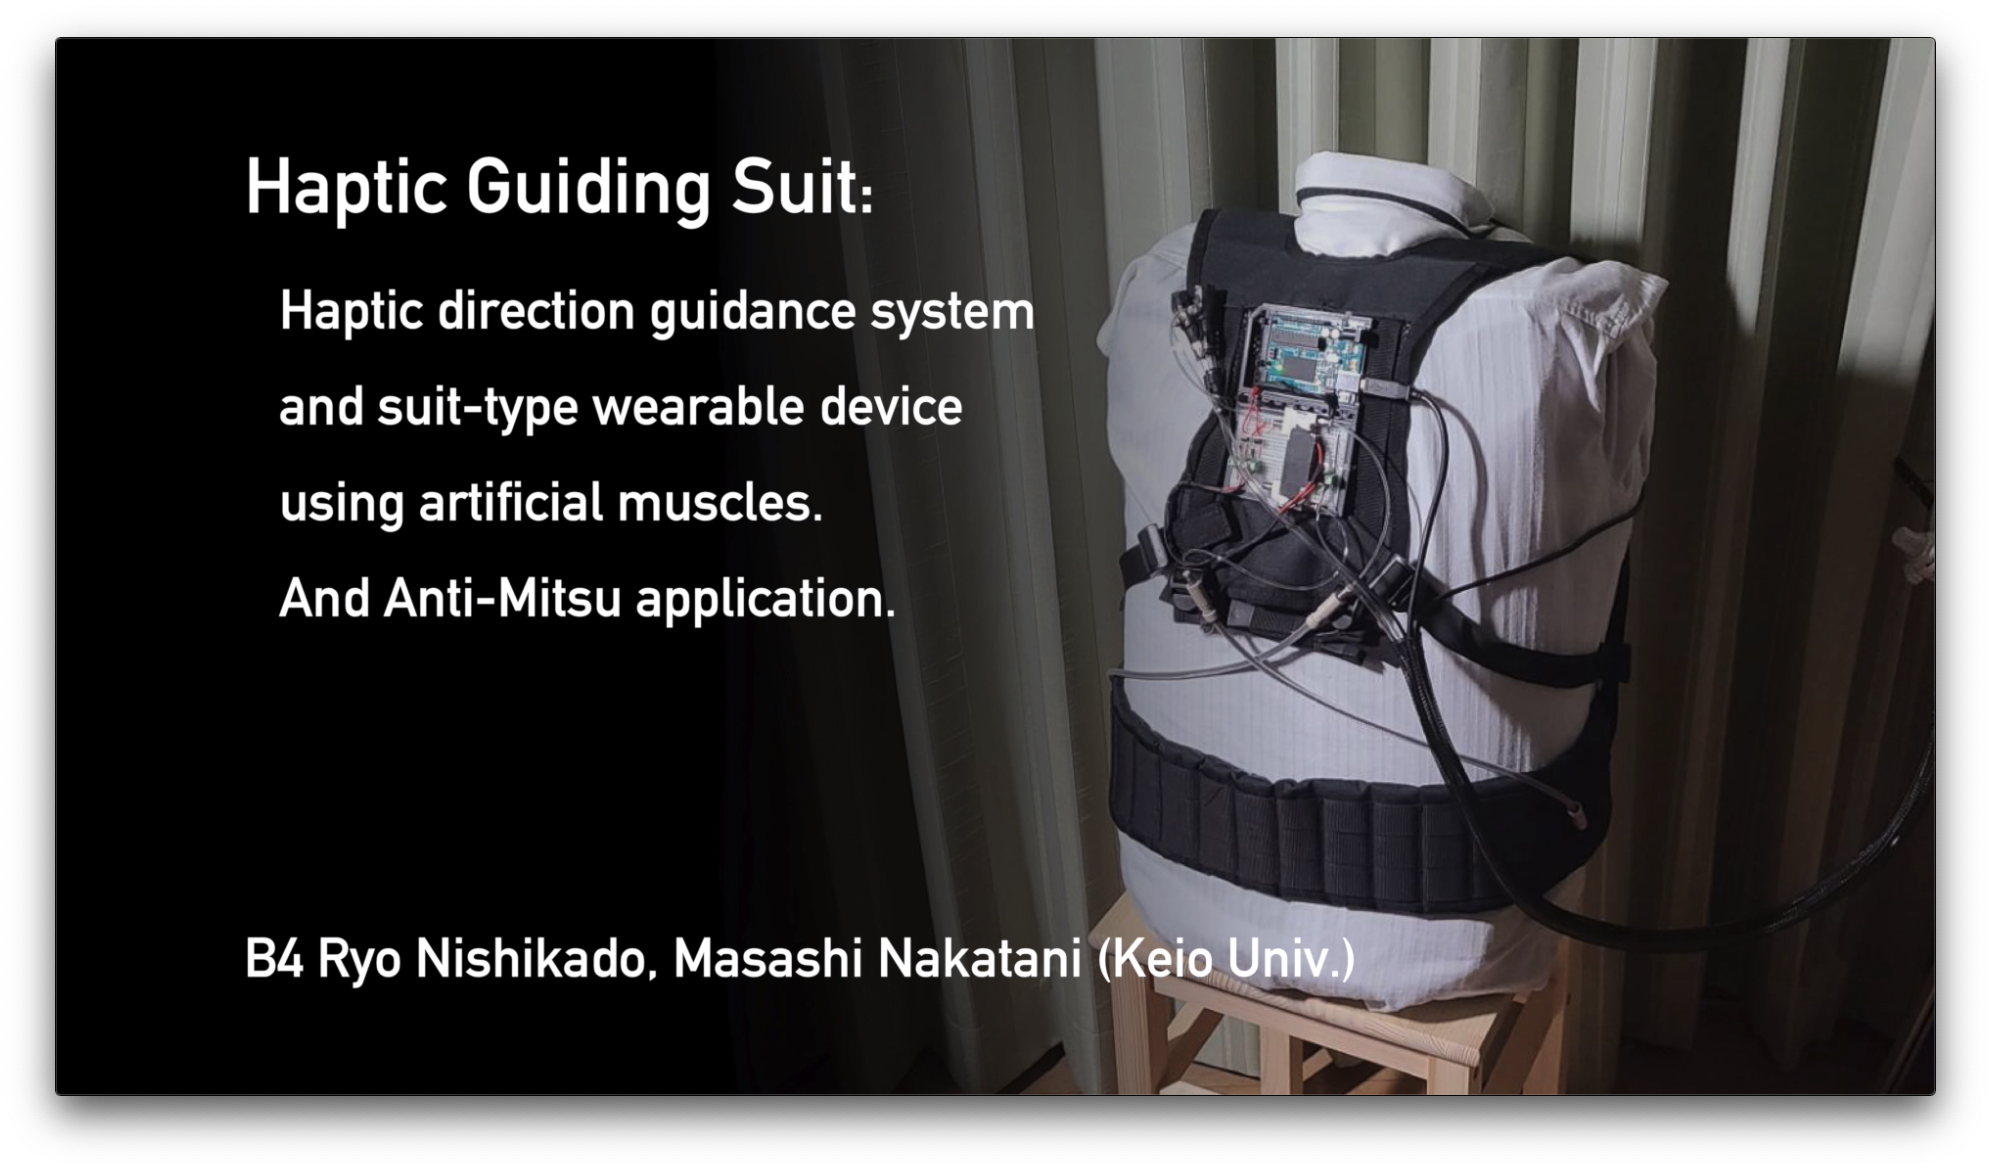 Haptic Guiding Suit:
Haptic direction guidance system
and suit-type wearable device
using artificial muscles.
And Anti-Mitsu application.
B4 Ryo Nishikado, Masashi Nakatani (Keio Univ.)